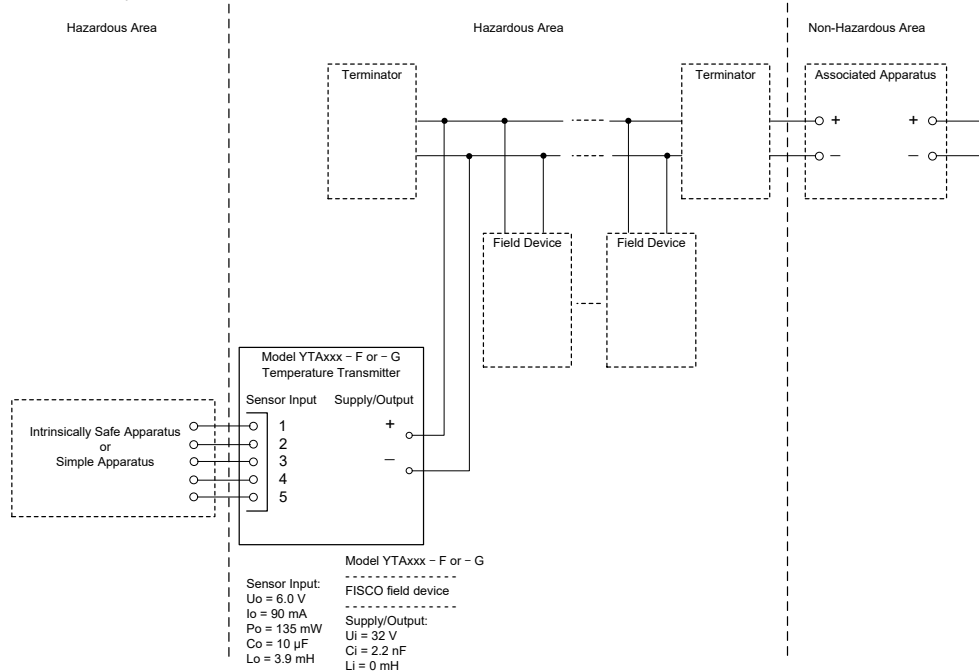 Hazardous Area
Hazardous Area
Non-Hazardous Area
Terminator
Terminator
Associated Apparatus
+
+
−
−
Field Device
Field Device
Model YTAxxx − F or − G
Temperature Transmitter
Sensor Input
Supply/Output
Intrinsically Safe Apparatus
or
Simple Apparatus
1
2
3
4
5
+
−
Sensor Input:
Uo = 6.0 V
Io = 90 mA
Po = 135 mW
Co = 10 µF
Lo = 3.9 mH
Model YTAxxx − F or − G
FISCO field device
Supply/Output:
Ui = 32 V
Ci = 2.2 nF
Li = 0 mH